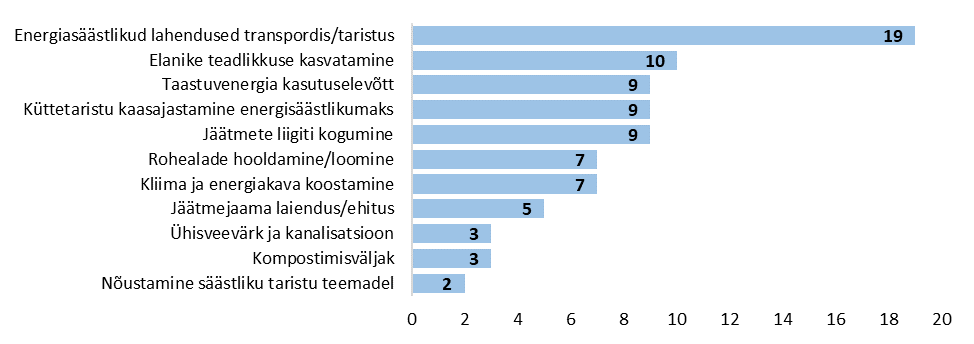 Energiasäästlikud lahendused transpordis/taristus 19
Elanike teadlikkuse kasvatamine 10
Taastuvenergia kasutuselevõtt 9
Küttetaristu kaasajastamine energisäästlikumaks 9
Jäätmete liigiti kogumine 9
Rohealade hooldamine/loomine 7
Kliima ja energiakava koostamine 7
Jäätmejaama laiendus/ehitus 5
Ühisveevärk ja kanalisatsioon 3
Kompostimisväljak 3
Nõustamine säästliku taristu teemadel 2
0 2 4 6 8 10 12 14 16 18 20